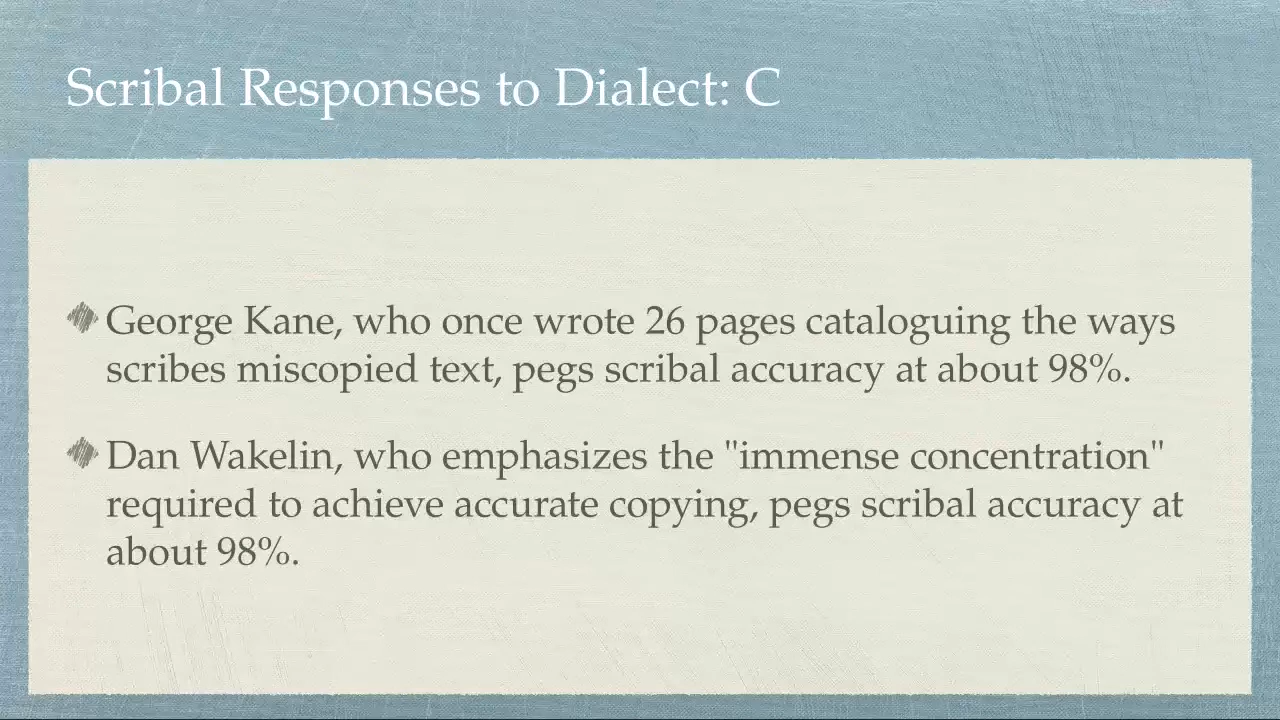 Scribal Responses to Dialect: C
George Kane, who once wrote 26 pages cataloguing the ways
scribes miscopied text, pegs scribal accuracy at about 98%.
Dan Wakelin, who emphasizes the "immense concentration"
required to achieve accurate copying, pegs scribal accuracy at
about 98%.